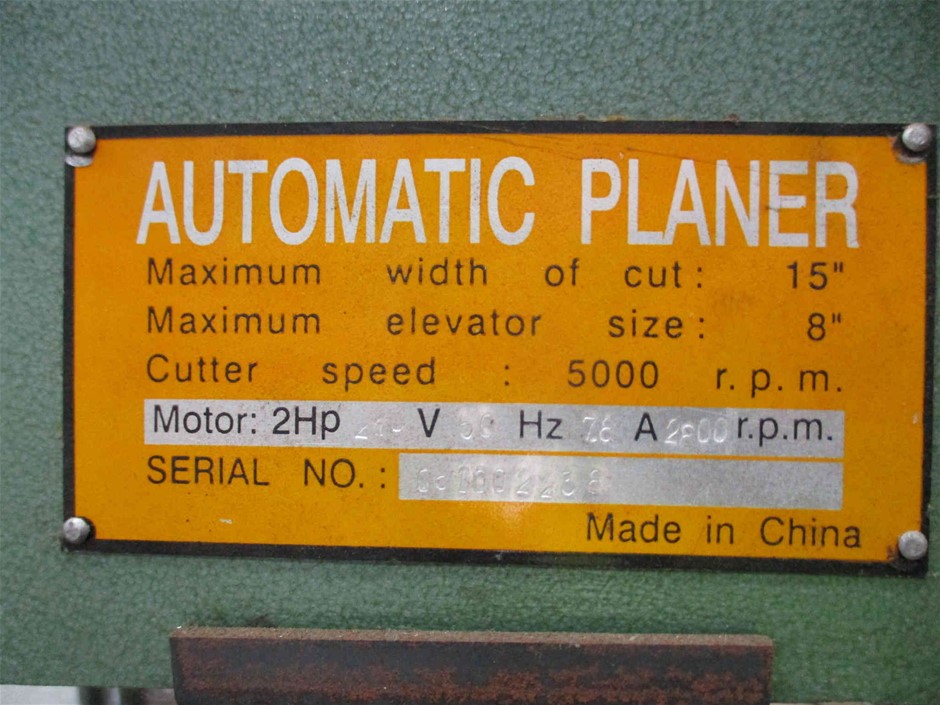 AUTOMATIC PLANER
Maximum width of cut: 15"
Maximum elevator size: 8"
Cutter speed : 5000 r.p.m.
Motor: 2Hp V Hz A r.p.m.
SERIAL NO.:
Made in China